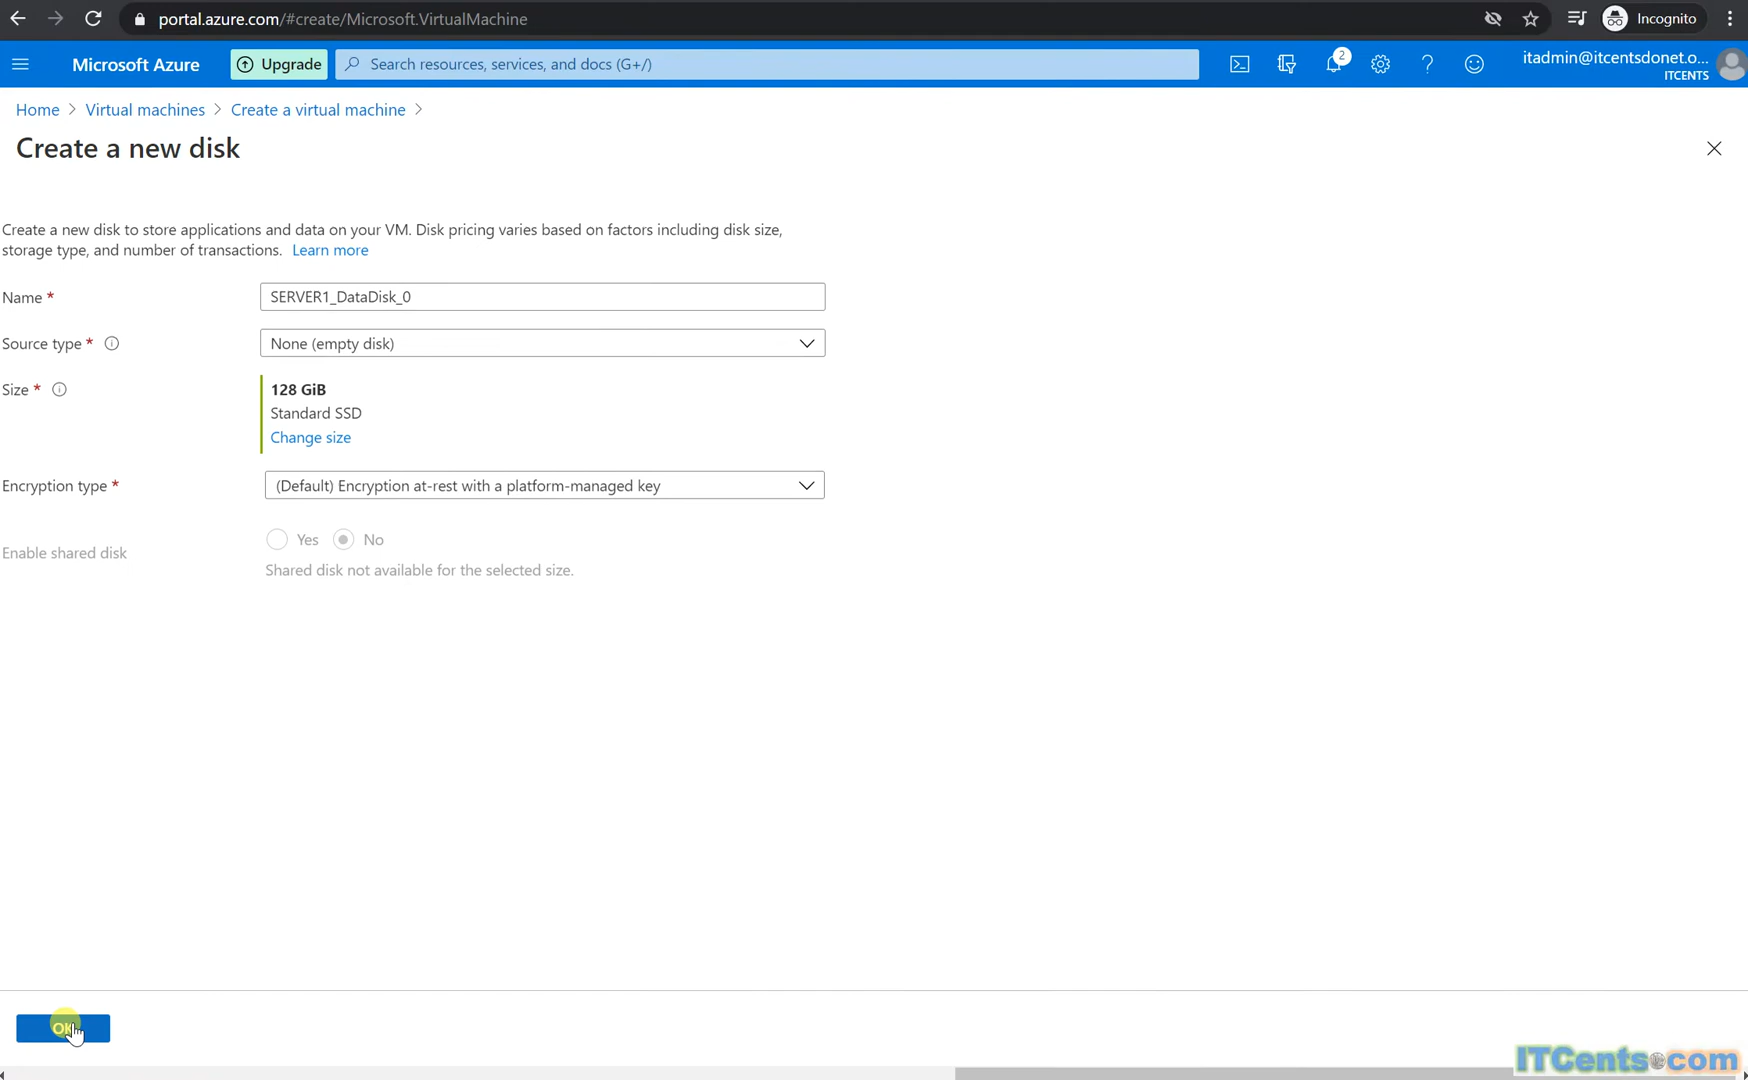 portal.azure.com/#create/Microsoft.VirtualMachine
Incognito
Microsoft Azure
Upgrade
Search resources, services, and docs (G+/)
2
itadmin@itcentsdonet.o...
ITCENTS
Home > Virtual machines > Create a virtual machine >
Create a new disk
Create a new disk to store applications and data on your VM. Disk pricing varies based on factors including disk size,
storage type, and number of transactions. Learn more
Name *
SERVER1_DataDisk_0
Source type *
None (empty disk)
Size *
128 GiB
Standard SSD
Change size
Encryption type *
(Default) Encryption at-rest with a platform-managed key
Enable shared disk
Yes
No
Shared disk not available for the selected size.
OK
ITCents.com